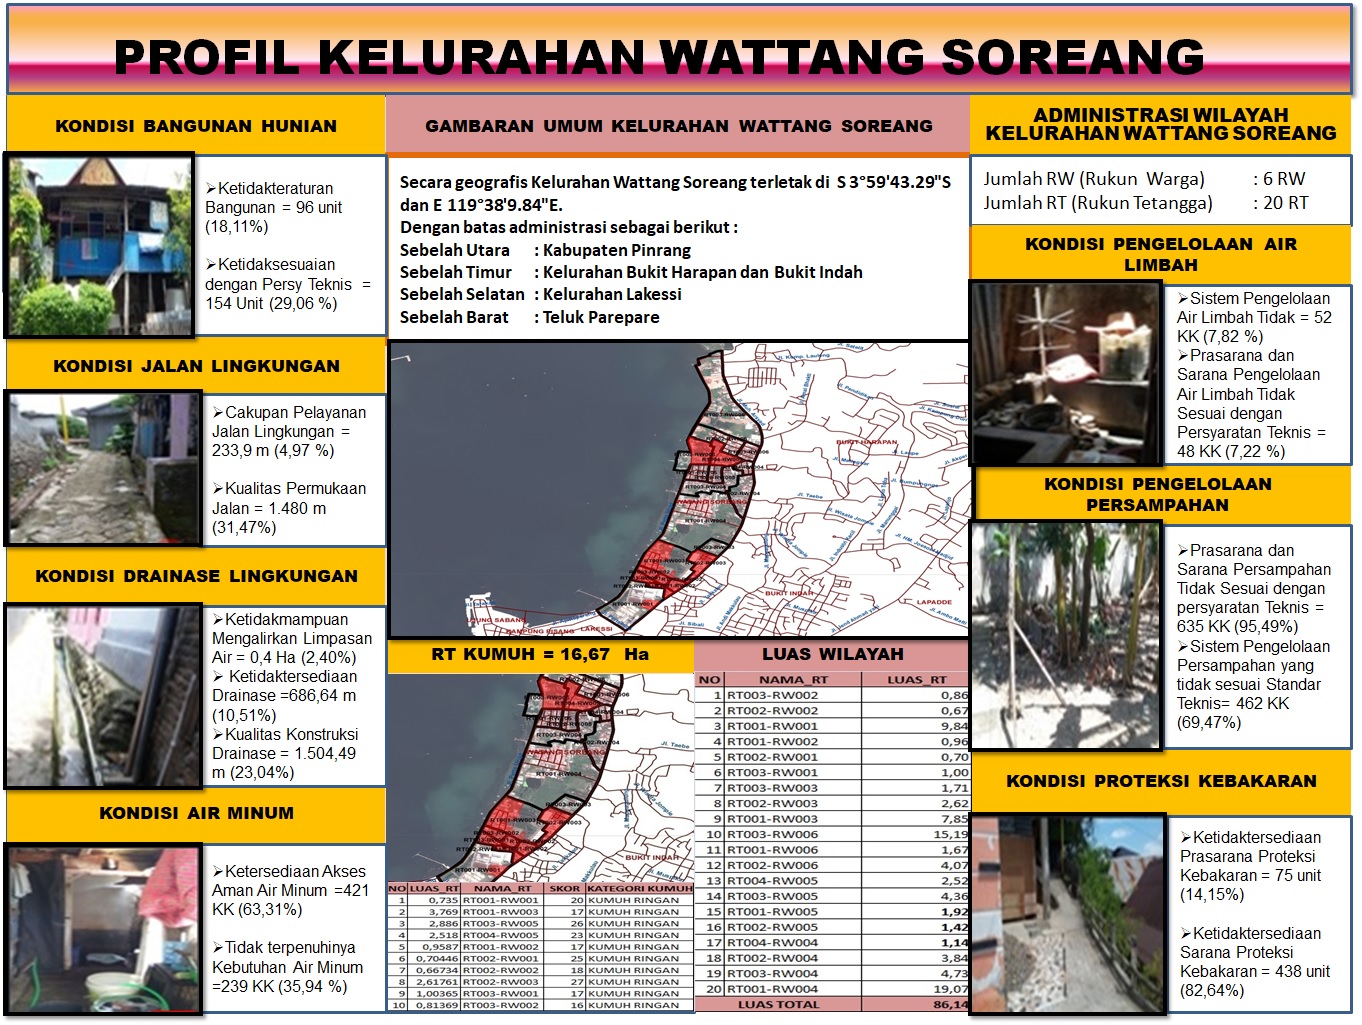 PROFIL KELURAHAN WATTANG SOREANG
KONDISI BANGUNAN HUNIAN
➢Ketidakteraturan
Bangunan = 96 unit
(18,11%)
➢Ketidaksesuaian
dengan Persy Teknis =
154 Unit (29,06 %)
KONDISI JALAN LINGKUNGAN
➢Cakupan Pelayanan
Jalan Lingkungan =
233,9 m (4,97 %)
➢Kualitas Permukaan
Jalan = 1.480 m
(31,47%)
KONDISI DRAINASE LINGKUNGAN
➢Ketidakmampuan
Mengalirkan Limpasan
Air = 0,4 Ha (2,40%)
➢ Ketidaktersediaan
Drainase =686,64 m
(10,51%)
➢Kualitas Konstruksi
Drainase = 1.504,49
m (23,04%)
KONDISI AIR MINUM
➢Ketersediaan Akses
Aman Air Minum =421
KK (63,31%)
➢Tidak terpenuhinya
Kebutuhan Air Minum
=239 KK (35,94 %)
GAMBARAN UMUM KELURAHAN WATTANG SOREANG
Secara geografis Kelurahan Wattang Soreang terletak di S 3°59'43.29"S
dan E 119°38'9.84"E.
Dengan batas administrasi sebagai berikut :
Sebelah Utara : Kabupaten Pinrang
Sebelah Timur : Kelurahan Bukit Harapan dan Bukit Indah
Sebelah Selatan : Kelurahan Lakessi
Sebelah Barat : Teluk Parepare
BUKIT HARAPAN
WATANG SOREANG
BUKIT INDAH
LAPADDE
UJUNG SABANG
KAMPUNG PISANG
LAKESSI
RT KUMUH = 16,67 Ha
WATANG SOREANG
Jl. Taebe
BUKIT INDAH
NO LUAS_RT NAMA_RT SKOR KATEGORI KUMUH
1 0,735 RT001-RW001 20 KUMUH RINGAN
2 3,769 RT001-RW003 17 KUMUH RINGAN
3 2,886 RT003-RW005 26 KUMUH RINGAN
4 2,518 RT004-RW005 23 KUMUH RINGAN
5 0,9587 RT001-RW002 17 KUMUH RINGAN
6 0,70446 RT002-RW001 25 KUMUH RINGAN
7 0,66734 RT002-RW002 18 KUMUH RINGAN
8 2,61761 RT002-RW003 27 KUMUH RINGAN
9 1,00365 RT003-RW001 17 KUMUH RINGAN
10 0,81369 RT003-RW002 16 KUMUH RINGAN
LUAS WILAYAH
NO NAMA_RT LUAS_RT
1 RT003-RW002 0,86
2 RT002-RW002 0,67
3 RT001-RW001 9,84
4 RT001-RW002 0,96
5 RT002-RW001 0,70
6 RT003-RW001 1,00
7 RT003-RW003 1,71
8 RT002-RW003 2,62
9 RT001-RW003 7,85
10 RT003-RW006 15,19
11 RT001-RW006 1,67
12 RT002-RW006 4,07
13 RT004-RW005 2,52
14 RT003-RW005 4,36
15 RT001-RW005 1,92
16 RT002-RW005 1,42
17 RT004-RW004 1,14
18 RT002-RW004 3,84
19 RT003-RW004 4,73
20 RT001-RW004 19,07
LUAS TOTAL 86,14
ADMINISTRASI WILAYAH
KELURAHAN WATTANG SOREANG
Jumlah RW (Rukun Warga) : 6 RW
Jumlah RT (Rukun Tetangga) : 20 RT
KONDISI PENGELOLAAN AIR
LIMBAH
➢Sistem Pengelolaan
Air Limbah Tidak = 52
KK (7,82 %)
➢Prasarana dan
Sarana Pengelolaan
Air Limbah Tidak
Sesuai dengan
Persyaratan Teknis =
48 KK (7,22 %)
KONDISI PENGELOLAAN
PERSAMPAHAN
➢Prasarana dan
Sarana Persampahan
Tidak Sesuai dengan
persyaratan Teknis =
635 KK (95,49%)
➢Sistem Pengelolaan
Persampahan yang
tidak sesuai Standar
Teknis= 462 KK
(69,47%)
KONDISI PROTEKSI KEBAKARAN
➢Ketidaktersediaan
Prasarana Proteksi
Kebakaran = 75 unit
(14,15%)
➢Ketidaktersediaan
Sarana Proteksi
Kebakaran = 438 unit
(82,64%)